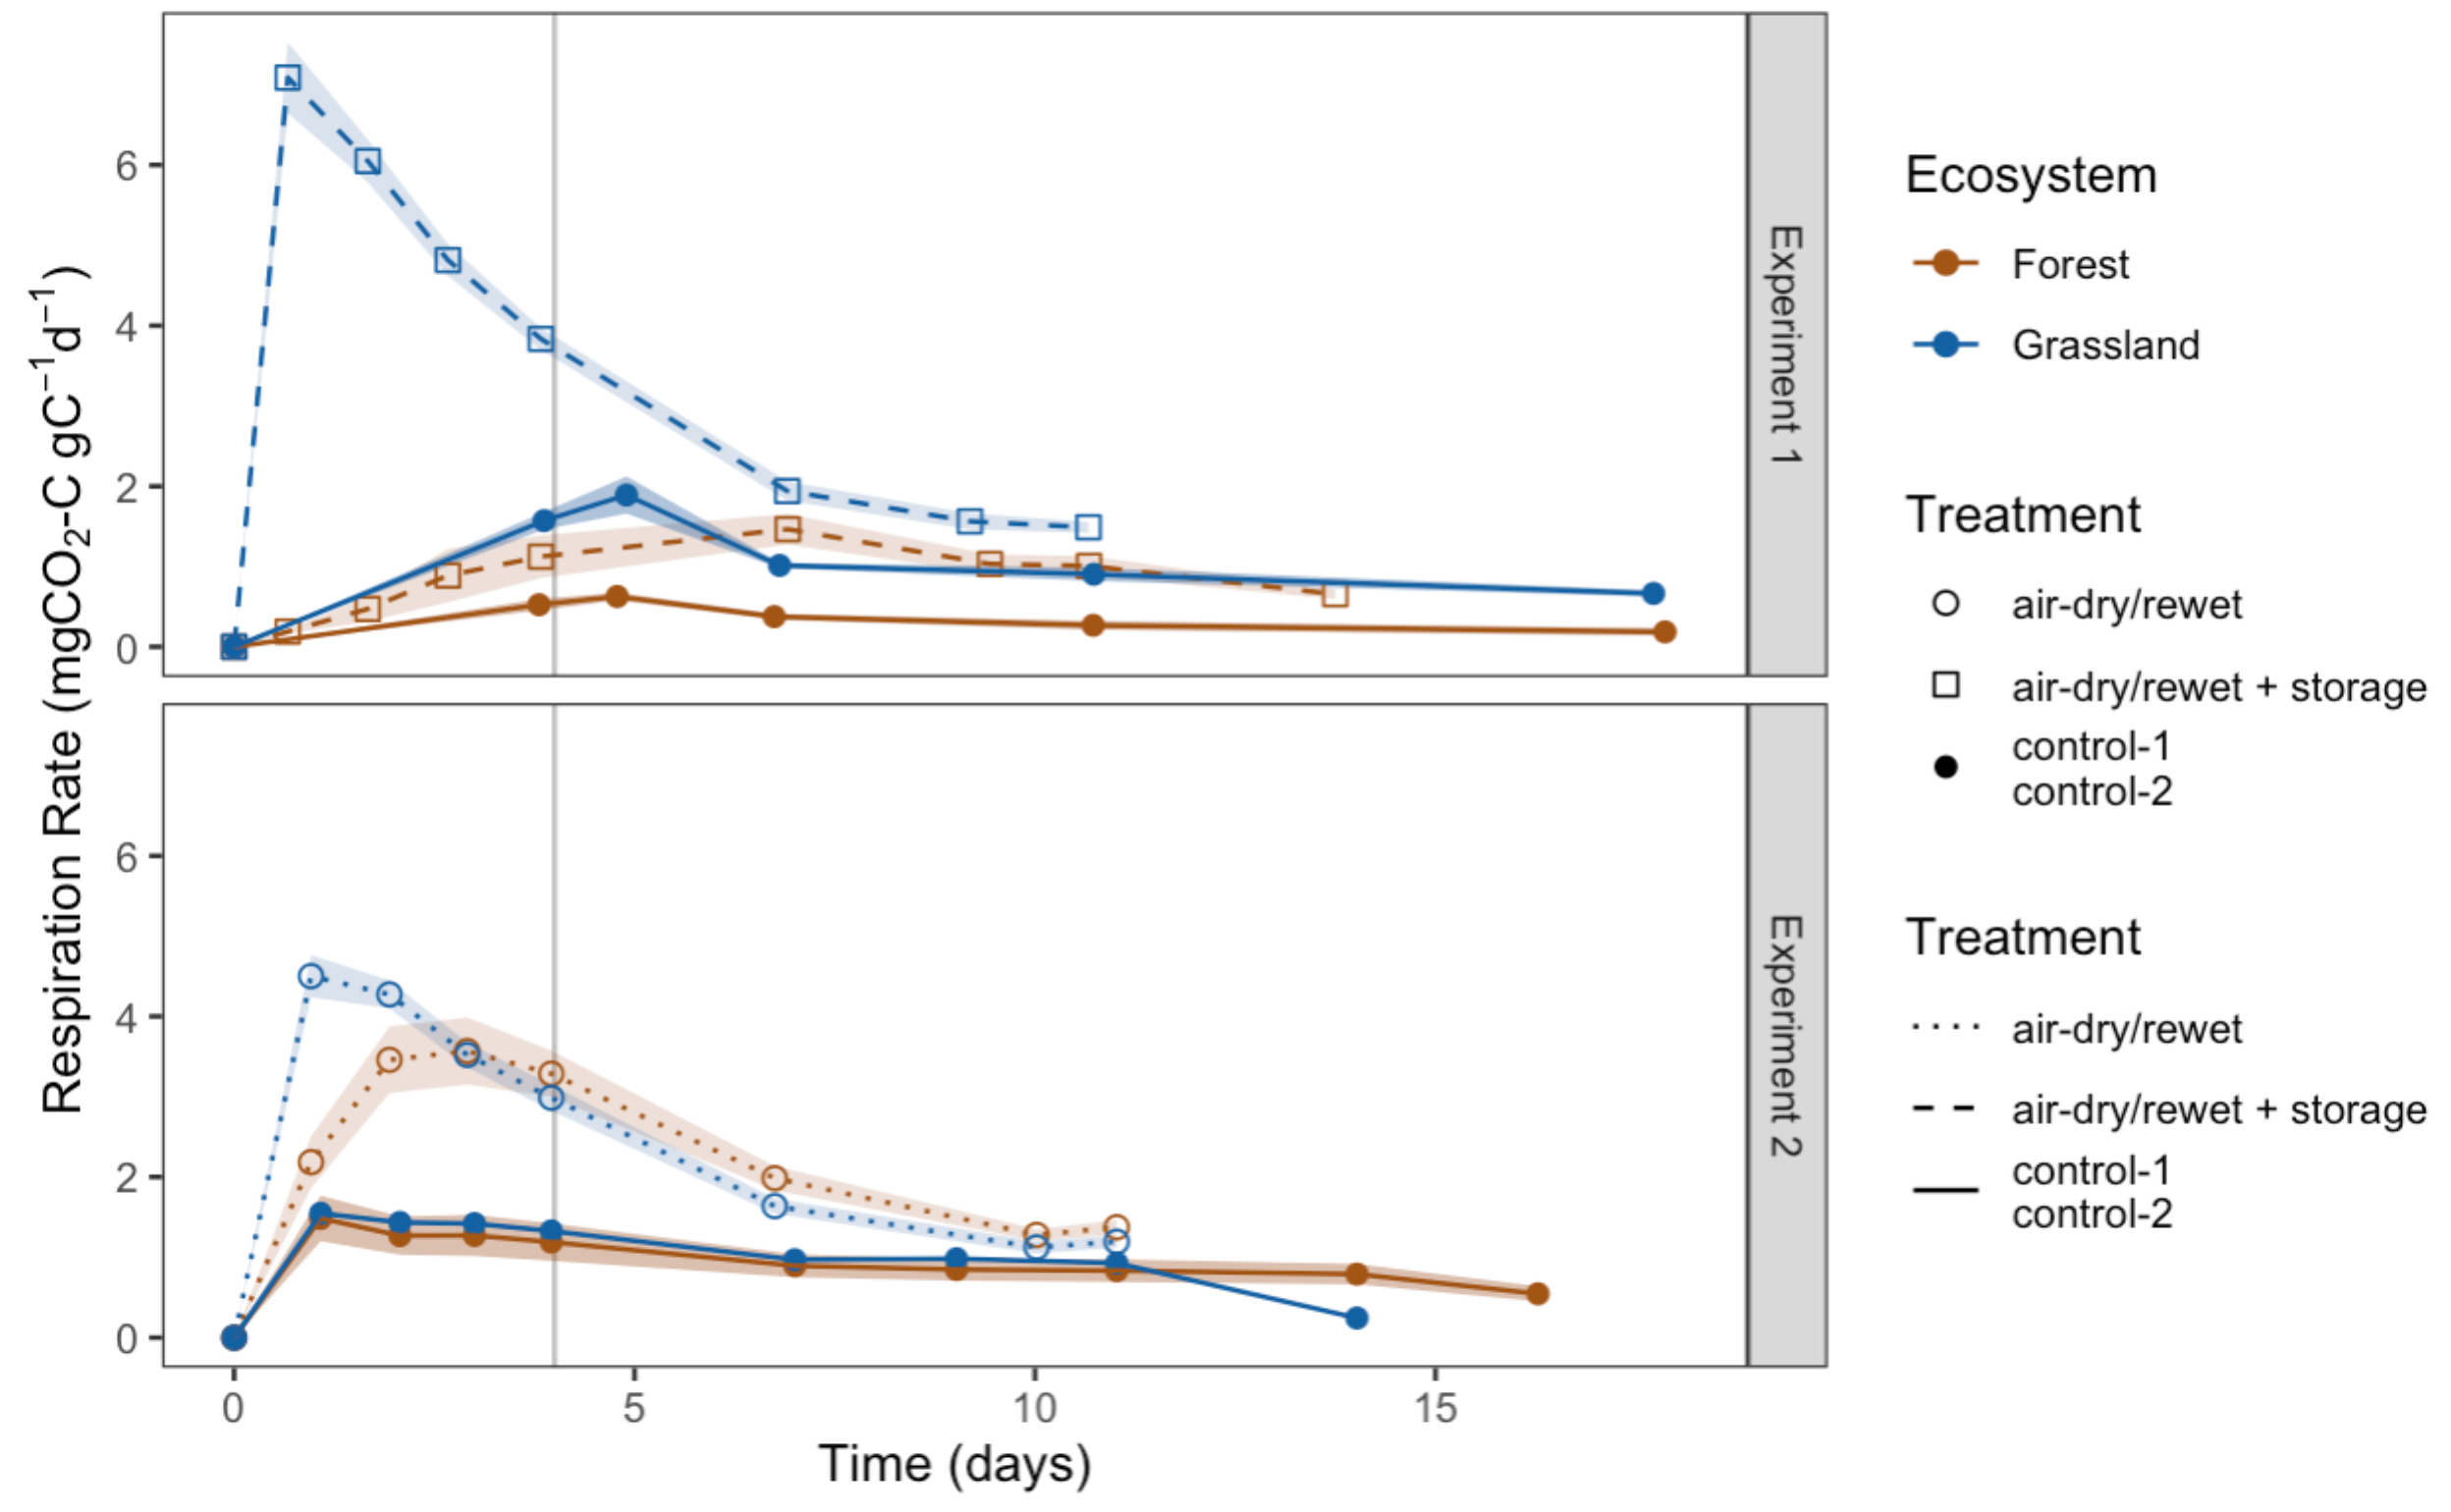 Respiration Rate (mgCO₂-C gC⁻¹d⁻¹)
6
4
2
0
Experiment 1
6
4
2
0
Experiment 2
0 5 10 15
Time (days)
Ecosystem
Forest
Grassland
Treatment
air-dry/rewet
air-dry/rewet + storage
control-1
control-2
Treatment
air-dry/rewet
air-dry/rewet + storage
control-1
control-2